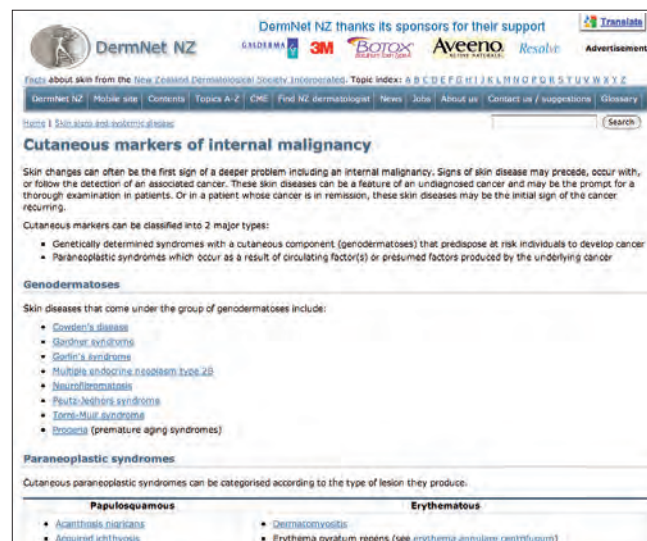 DermNet NZ
DermNet NZ thanks its sponsors for their support
GALDERMA 3M BOTOX Aveeno. Resolve Advertisement
Translate
Facts about skin from the New Zealand Dermatological Society Incorporated. Topic index: A B C D E F G H I J K L M N O P Q R S T U V W X Y Z
DermNet NZ Mobile site Contents Topics A-Z CME Find NZ dermatologist News Jobs About us Contact us / suggestions Glossary
Home | Skin signs and systemic disease
Search
Cutaneous markers of internal malignancy
Skin changes can often be the first sign of a deeper problem including an internal malignancy. Signs of skin disease may precede, occur with,
or follow the detection of an associated cancer. These skin diseases can be a feature of an undiagnosed cancer and may be the prompt for a
thorough examination in patients. Or in a patient whose cancer is in remission, these skin diseases may be the initial sign of the cancer
recurring.
Cutaneous markers can be classified into 2 major types:
Genetically determined syndromes with a cutaneous component (genodermatoses) that predispose at risk individuals to develop cancer
Paraneoplastic syndromes which occur as a result of circulating factor(s) or presumed factors produced by the underlying cancer
Genodermatoses
Skin diseases that come under the group of genodermatoses include:
Cowden's disease
Gardner syndrome
Gorlin's syndrome
Multiple endocrine neoplasm type 2B
Neurofibromatosis
Peutz-Jeghers syndrome
Torre-Muir syndrome
Progeria (premature aging syndromes)
Paraneoplastic syndromes
Cutaneous paraneoplastic syndromes can be categorised according to the type of lesion they produce.
Papulosquamous
Erythematous
Acanthosis nigricans
Dermatomyositis
Acquired ichthyosis
Erythema gyratum repens (see erythema annulare centrifugum)